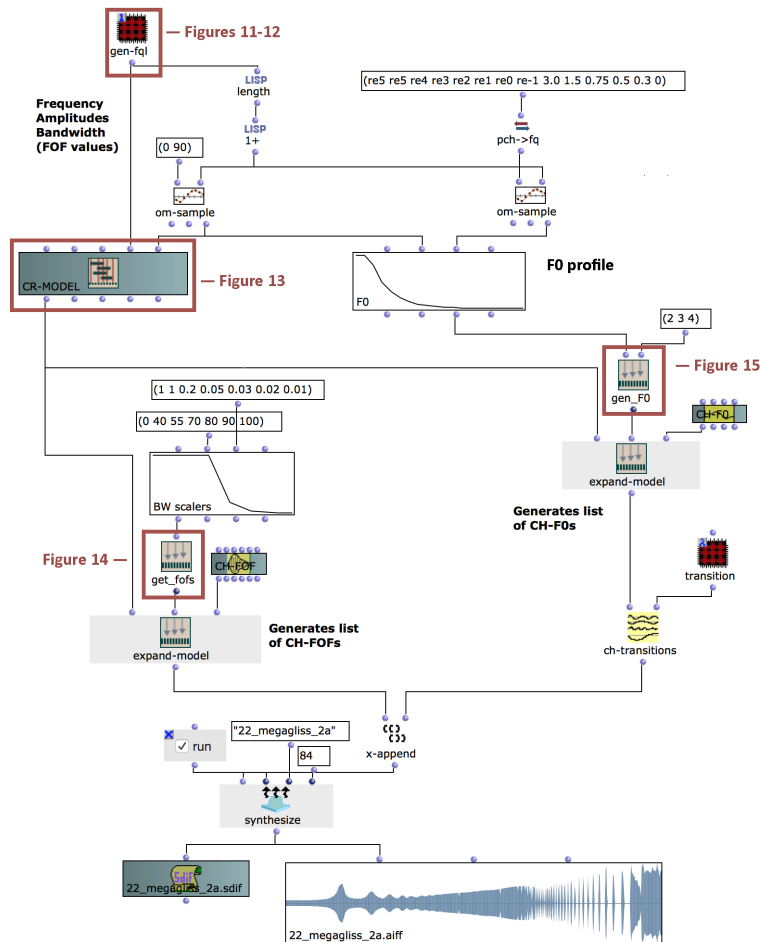 1
gen-fql
— Figures 11-12
LISP
length
(re5 re5 re4 re3 re2 re1 re0 re-1 3.0 1.5 0.75 0.5 0.3 0)
Frequency
Amplitudes
Bandwidth
(FOF values)
LISP
1+
pch->fq
(0 90)
om-sample
om-sample
CR-MODEL
— Figure 13
F0
F0 profile
(2 3 4)
gen_F0
— Figure 15
CH-F0
(1 1 0.2 0.05 0.03 0.02 0.01)
(0 40 55 70 80 90 100)
expand-model
BW scalers
Generates list
of CH-F0s
Figure 14 —
get_fofs
CH-FOF
λ
transition
Generates list
of CH-FOFs
expand-model
ch-transitions
"22_megagliss_2a"
run
84
x-append
synthesize
Sdif
22_megagliss_2a.sdif
22_megagliss_2a.aiff